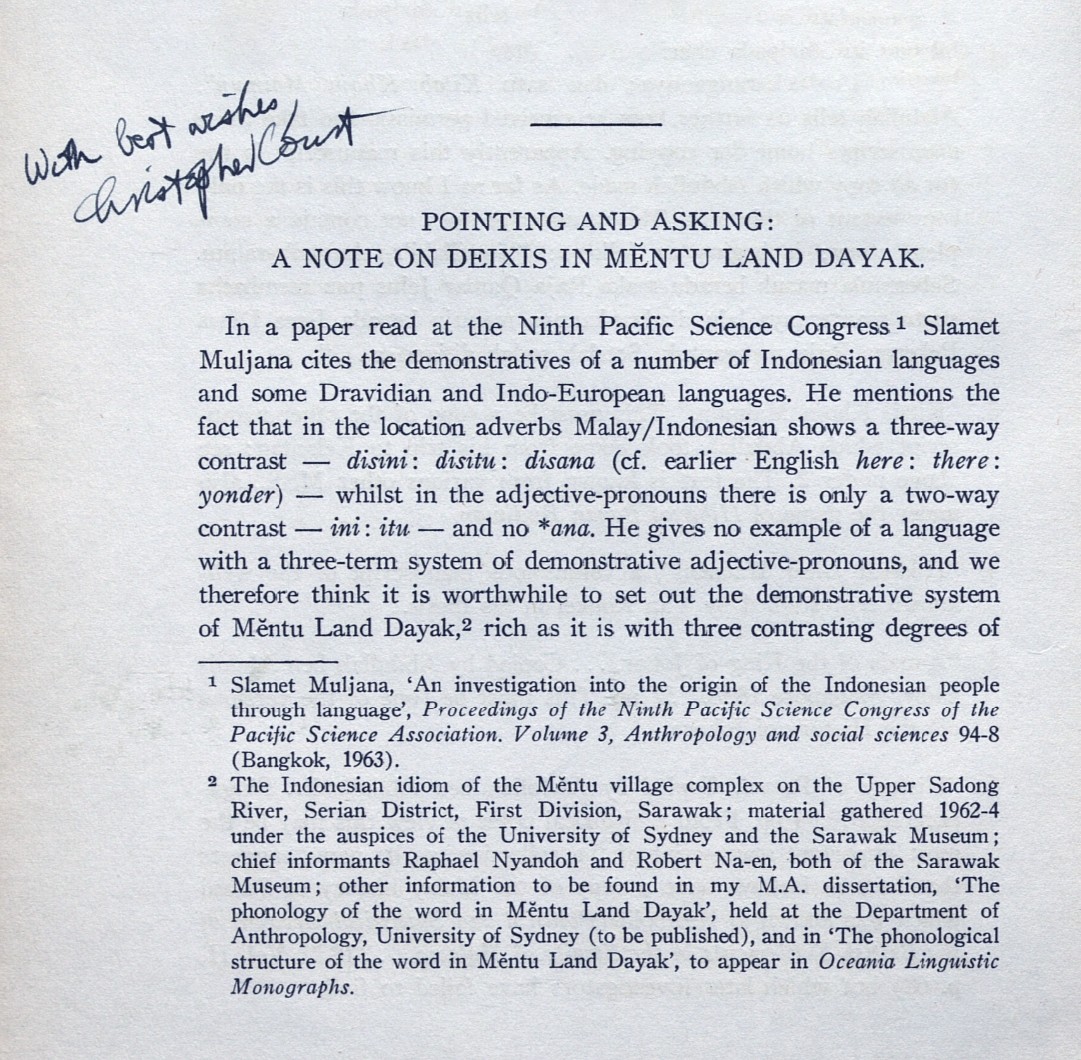 With best wishes
Christopher Court
POINTING AND ASKING:
A NOTE ON DEIXIS IN MĔNTU LAND DAYAK.
In a paper read at the Ninth Pacific Science Congress ¹ Slamet
Muljana cites the demonstratives of a number of Indonesian languages
and some Dravidian and Indo-European languages. He mentions the
fact that in the location adverbs Malay/Indonesian shows a three-way
contrast — disini : disitu : disana (cf. earlier English here : there :
yonder) — whilst in the adjective-pronouns there is only a two-way
contrast — ini : itu — and no *ana. He gives no example of a language
with a three-term system of demonstrative adjective-pronouns, and we
therefore think it is worthwhile to set out the demonstrative system
of Mĕntu Land Dayak,² rich as it is with three contrasting degrees of
¹ Slamet Muljana, ‘An investigation into the origin of the Indonesian people
through language’, Proceedings of the Ninth Pacific Science Congress of the
Pacific Science Association. Volume 3, Anthropology and social sciences 94-8
(Bangkok, 1963).
² The Indonesian idiom of the Mĕntu village complex on the Upper Sadong
River, Serian District, First Division, Sarawak; material gathered 1962-4
under the auspices of the University of Sydney and the Sarawak Museum;
chief informants Raphael Nyandoh and Robert Na-en, both of the Sarawak
Museum; other information to be found in my M.A. dissertation, ‘The
phonology of the word in Mĕntu Land Dayak’, held at the Department of
Anthropology, University of Sydney (to be published), and in ‘The phonological
structure of the word in Mĕntu Land Dayak’, to appear in Oceania Linguistic
Monographs.